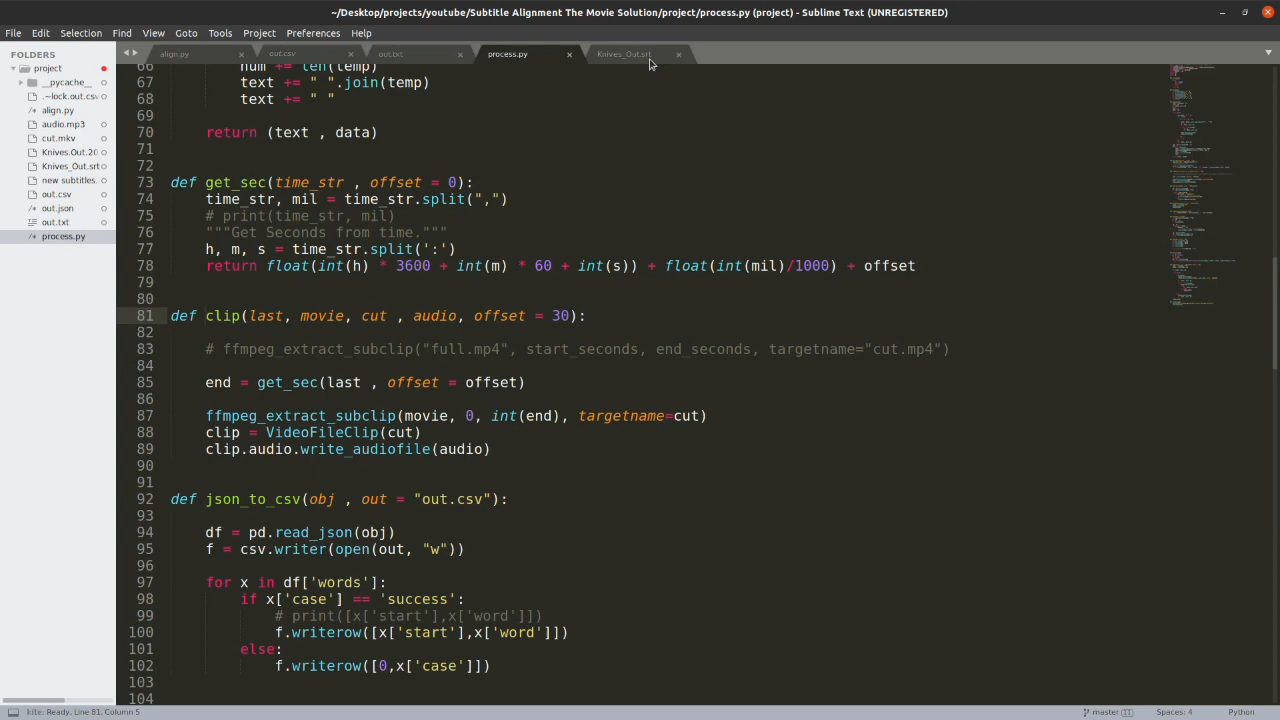 ~/Desktop/projects/youtube/Subtitle Alignment The Movie Solution/project/process.py (project) - Sublime Text (UNREGISTERED)
File Edit Selection Find View Goto Tools Project Preferences Help
FOLDERS
project
__pycache__
.~lock.out.csv
align.py
audio.mp3
cut.mkv
Knives.Out.20
Knives_Out.srt
new subtitles.
out.csv
out.json
out.txt
process.py
align.py out.csv out.txt process.py Knives_Out.srt
66 num += len(temp)
67 text += " ".join(temp)
68 text += " "
69
70 return (text , data)
71
72
73 def get_sec(time_str , offset = 0):
74 time_str, mil = time_str.split(",")
75 # print(time_str, mil)
76 """Get Seconds from time."""
77 h, m, s = time_str.split(':')
78 return float(int(h) * 3600 + int(m) * 60 + int(s)) + float(int(mil)/1000) + offset
79
80
81 def clip(last, movie, cut , audio, offset = 30):
82
83 # ffmpeg_extract_subclip("full.mp4", start_seconds, end_seconds, targetname="cut.mp4")
84
85 end = get_sec(last , offset = offset)
86
87 ffmpeg_extract_subclip(movie, 0, int(end), targetname=cut)
88 clip = VideoFileClip(cut)
89 clip.audio.write_audiofile(audio)
90
91
92 def json_to_csv(obj , out = "out.csv"):
93
94 df = pd.read_json(obj)
95 f = csv.writer(open(out, "w"))
96
97 for x in df['words']:
98 if x['case'] == 'success':
99 # print([x['start'],x['word']])
100 f.writerow([x['start'],x['word']])
101 else:
102 f.writerow([0,x['case']])
103
104
kite: Ready, Line 81, Column 5 master 11 Spaces: 4 Python